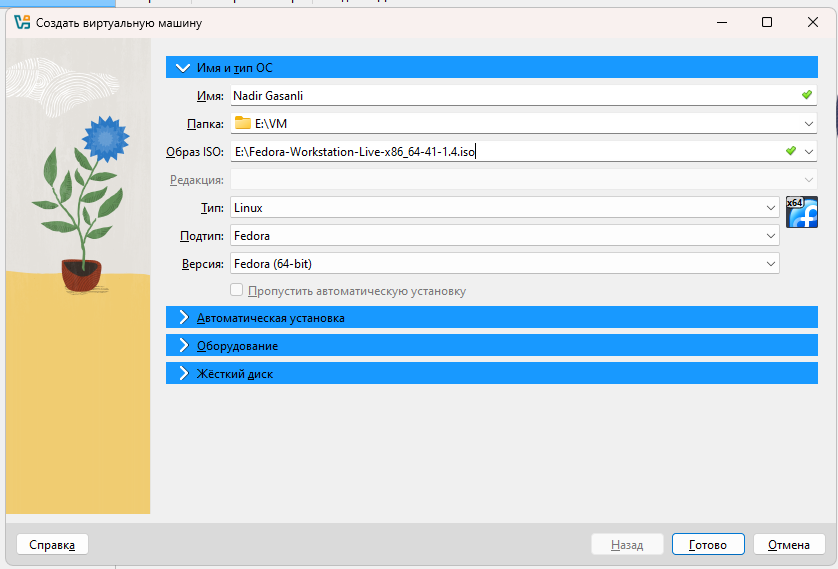 Создать виртуальную машину
Имя и тип ОС
Имя: Nadir Gasanli
Папка: E:\VM
Образ ISO: E:\Fedora-Workstation-Live-x86_64-41-1.4.iso
Редакция:
Тип: Linux
x64
Подтип: Fedora
Версия: Fedora (64-bit)
Пропустить автоматическую установку
Автоматическая установка
Оборудование
Жёсткий диск
Справка Назад Готово Отмена